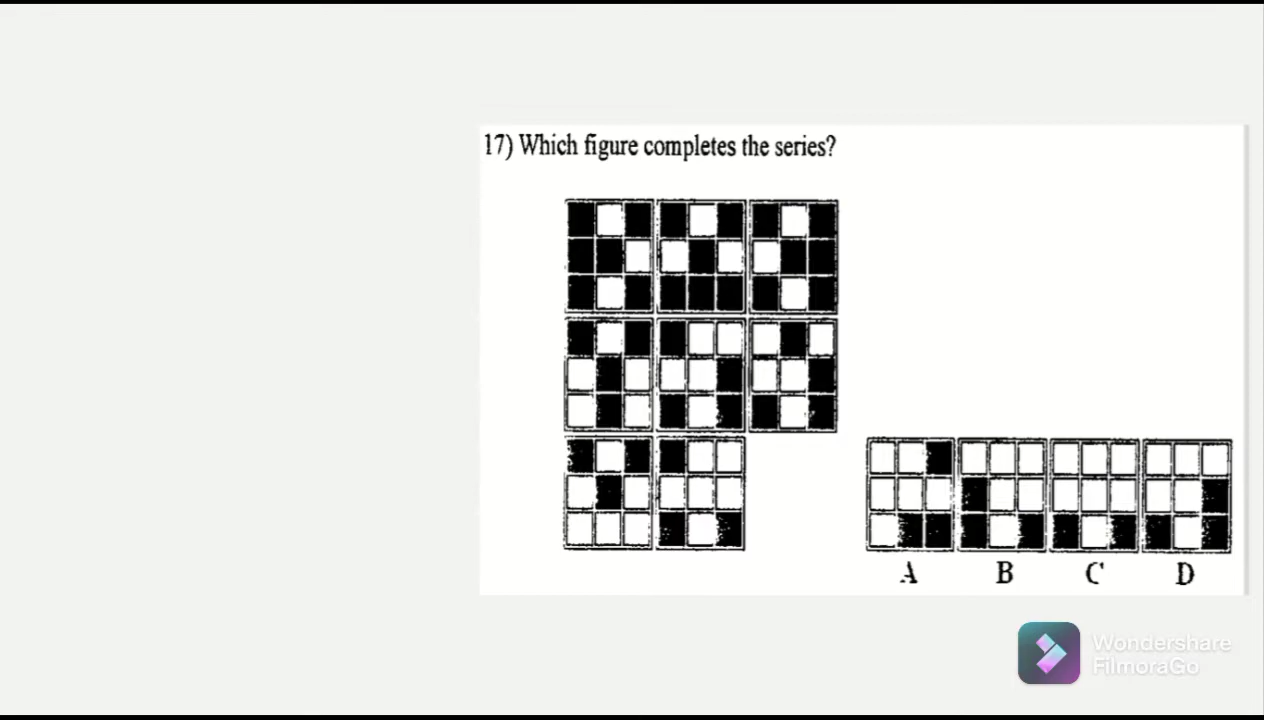 17) Which figure completes the series?
A B C D
Wondershare
FilmoraGo